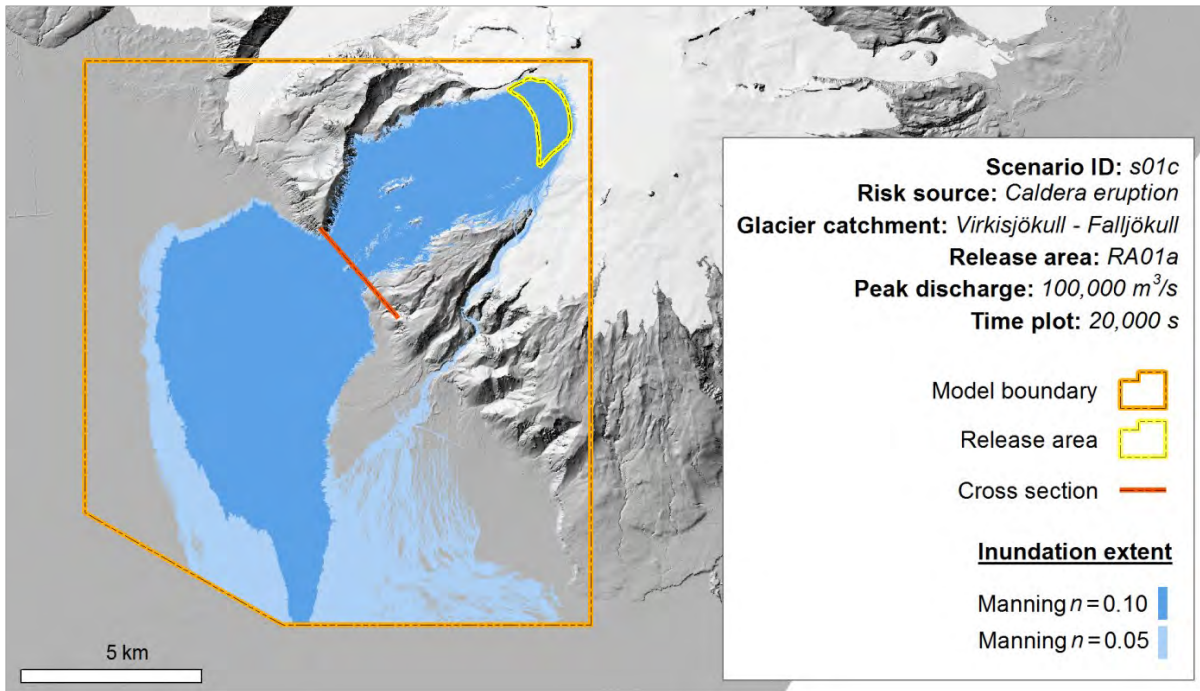 Scenario ID: s01c
Risk source: Caldera eruption
Glacier catchment: Virkisjökull - Falljökull
Release area: RA01a
Peak discharge: 100,000 m³/s
Time plot: 20,000 s
Model boundary
Release area
Cross section
Inundation extent
Manning n = 0.10
Manning n = 0.05
5 km